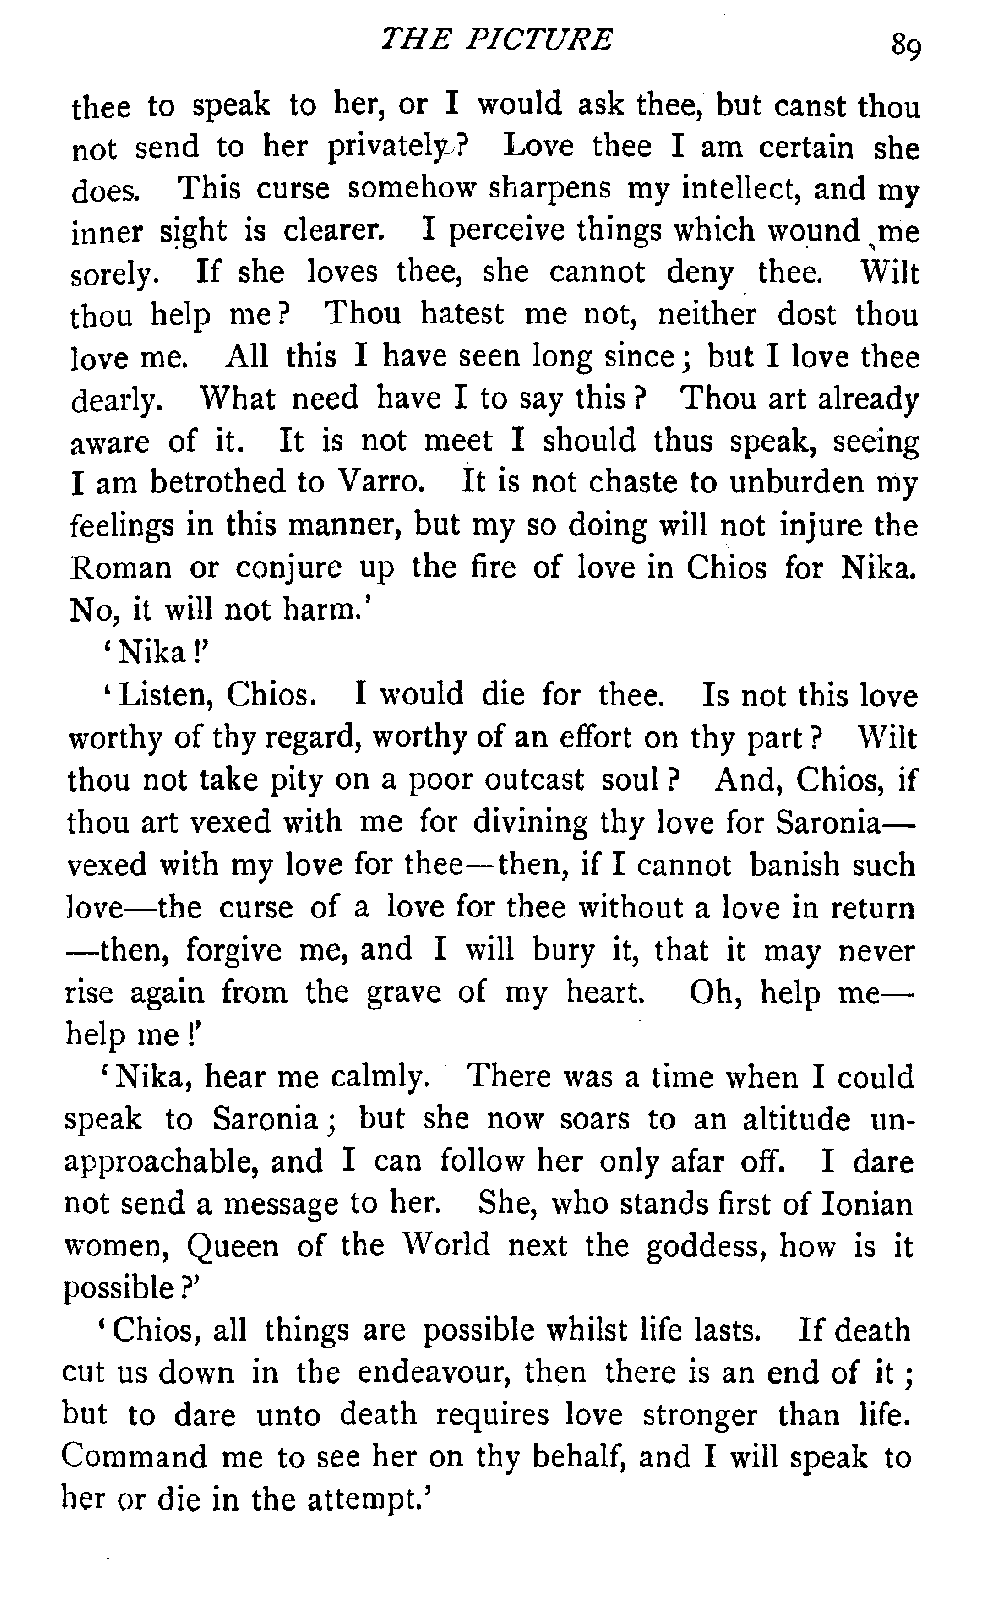 THE PICTURE 89
thee to speak to her, or I would ask thee, but canst thou
not send to her privately? Love thee I am certain she
does. This curse somehow sharpens my intellect, and my
inner sight is clearer. I perceive things which wound me
sorely. If she loves thee, she cannot deny thee. Wilt
thou help me? Thou hatest me not, neither dost thou
love me. All this I have seen long since; but I love thee
dearly. What need have I to say this? Thou art already
aware of it. It is not meet I should thus speak, seeing
I am betrothed to Varro. It is not chaste to unburden my
feelings in this manner, but my so doing will not injure the
Roman or conjure up the fire of love in Chios for Nika.
No, it will not harm.'
'Nika!'
'Listen, Chios. I would die for thee. Is not this love
worthy of thy regard, worthy of an effort on thy part? Wilt
thou not take pity on a poor outcast soul? And, Chios, if
thou art vexed with me for divining thy love for Saronia—
vexed with my love for thee—then, if I cannot banish such
love—the curse of a love for thee without a love in return
—then, forgive me, and I will bury it, that it may never
rise again from the grave of my heart. Oh, help me—
help me!'
'Nika, hear me calmly. There was a time when I could
speak to Saronia; but she now soars to an altitude un-
approachable, and I can follow her only afar off. I dare
not send a message to her. She, who stands first of Ionian
women, Queen of the World next the goddess, how is it
possible?'
'Chios, all things are possible whilst life lasts. If death
cut us down in the endeavour, then there is an end of it;
but to dare unto death requires love stronger than life.
Command me to see her on thy behalf, and I will speak to
her or die in the attempt.'